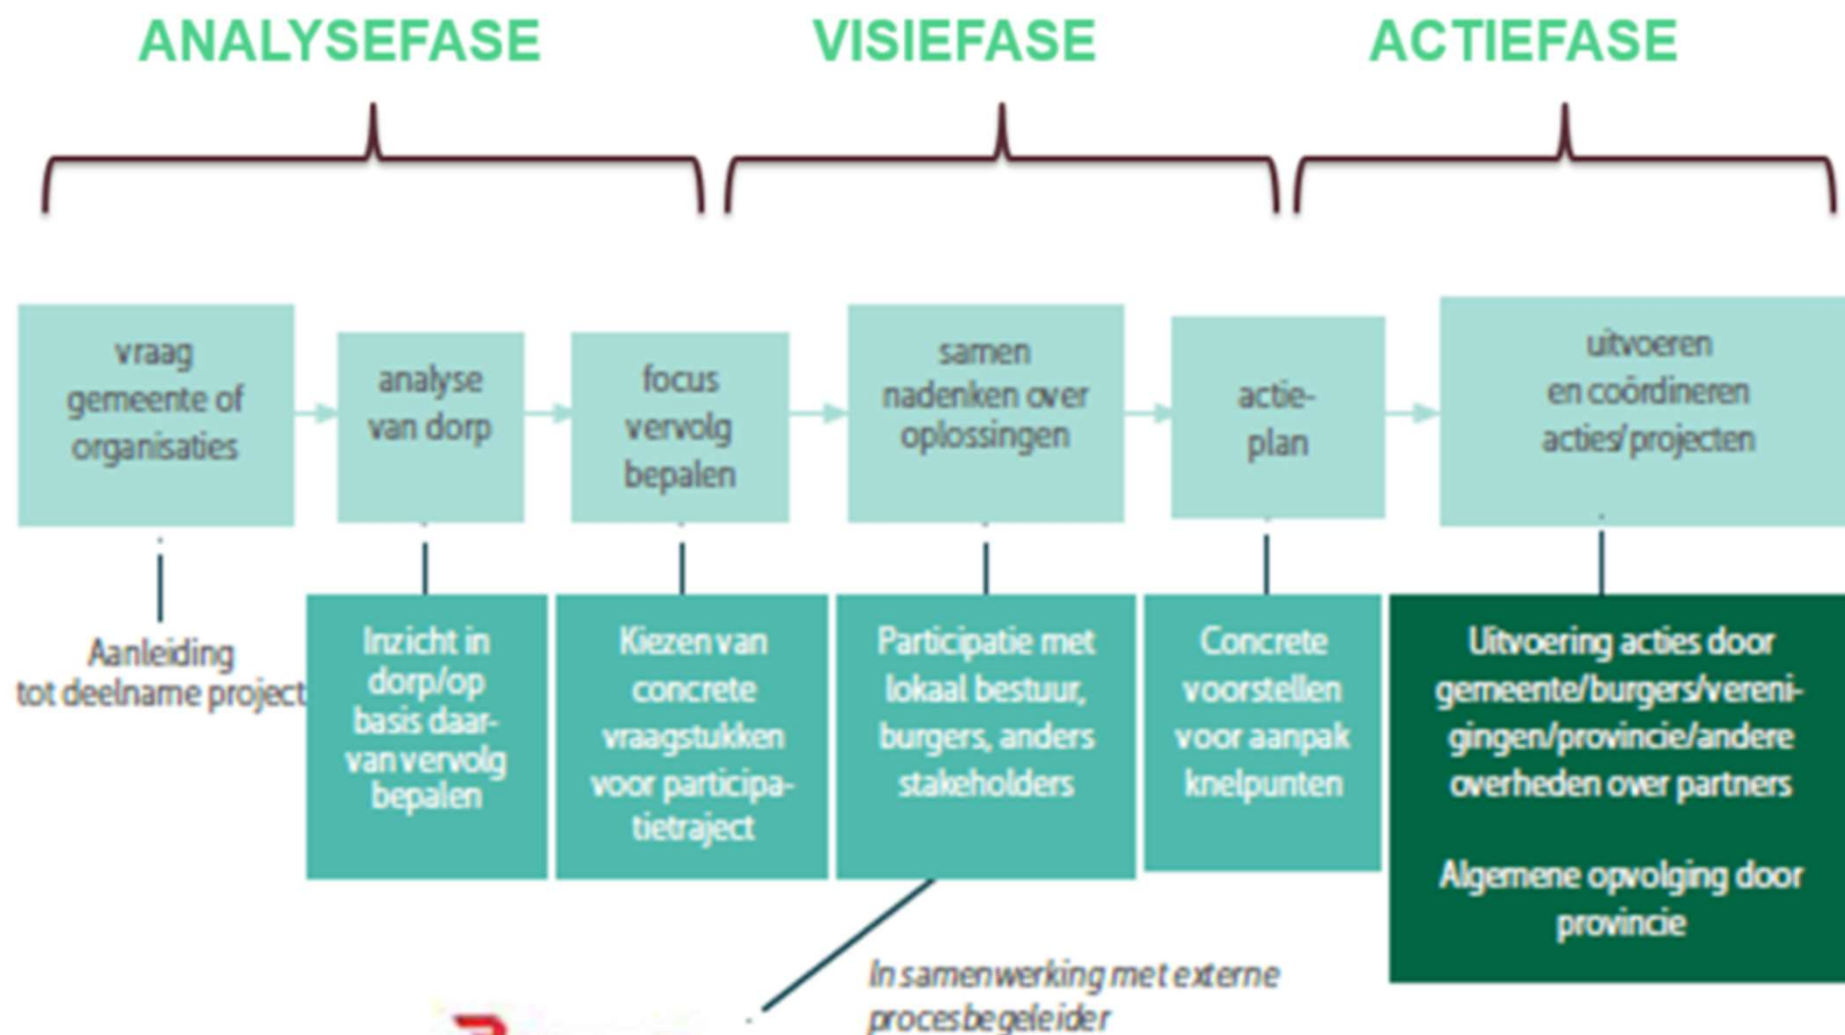 ANALYSEFASE
VISIEFASE
ACTIEFASE
vraag
gemeente of
organisaties
analyse
van dorp
focus
vervolg
bepalen
samen
nadenken over
oplossingen
actie-
plan
uitvoeren
en coördineren
acties/projecten
Aanleiding
tot deelname project
Inzicht in
dorp/op
basis daar-
van vervolg
bepalen
Kiezen van
concrete
vraagstukken
voor participa-
tietraject
Participatie met
lokaal bestuur,
burgers, anders
stakeholders
Concrete
voorstellen
voor aanpak
knelpunten
Uitvoering acties door
gemeente/burgers/vereni-
gingen/provincie/andere
overheden over partners
Algemene opvolging door
provincie
In samenwerking met externe
procesbegeleider